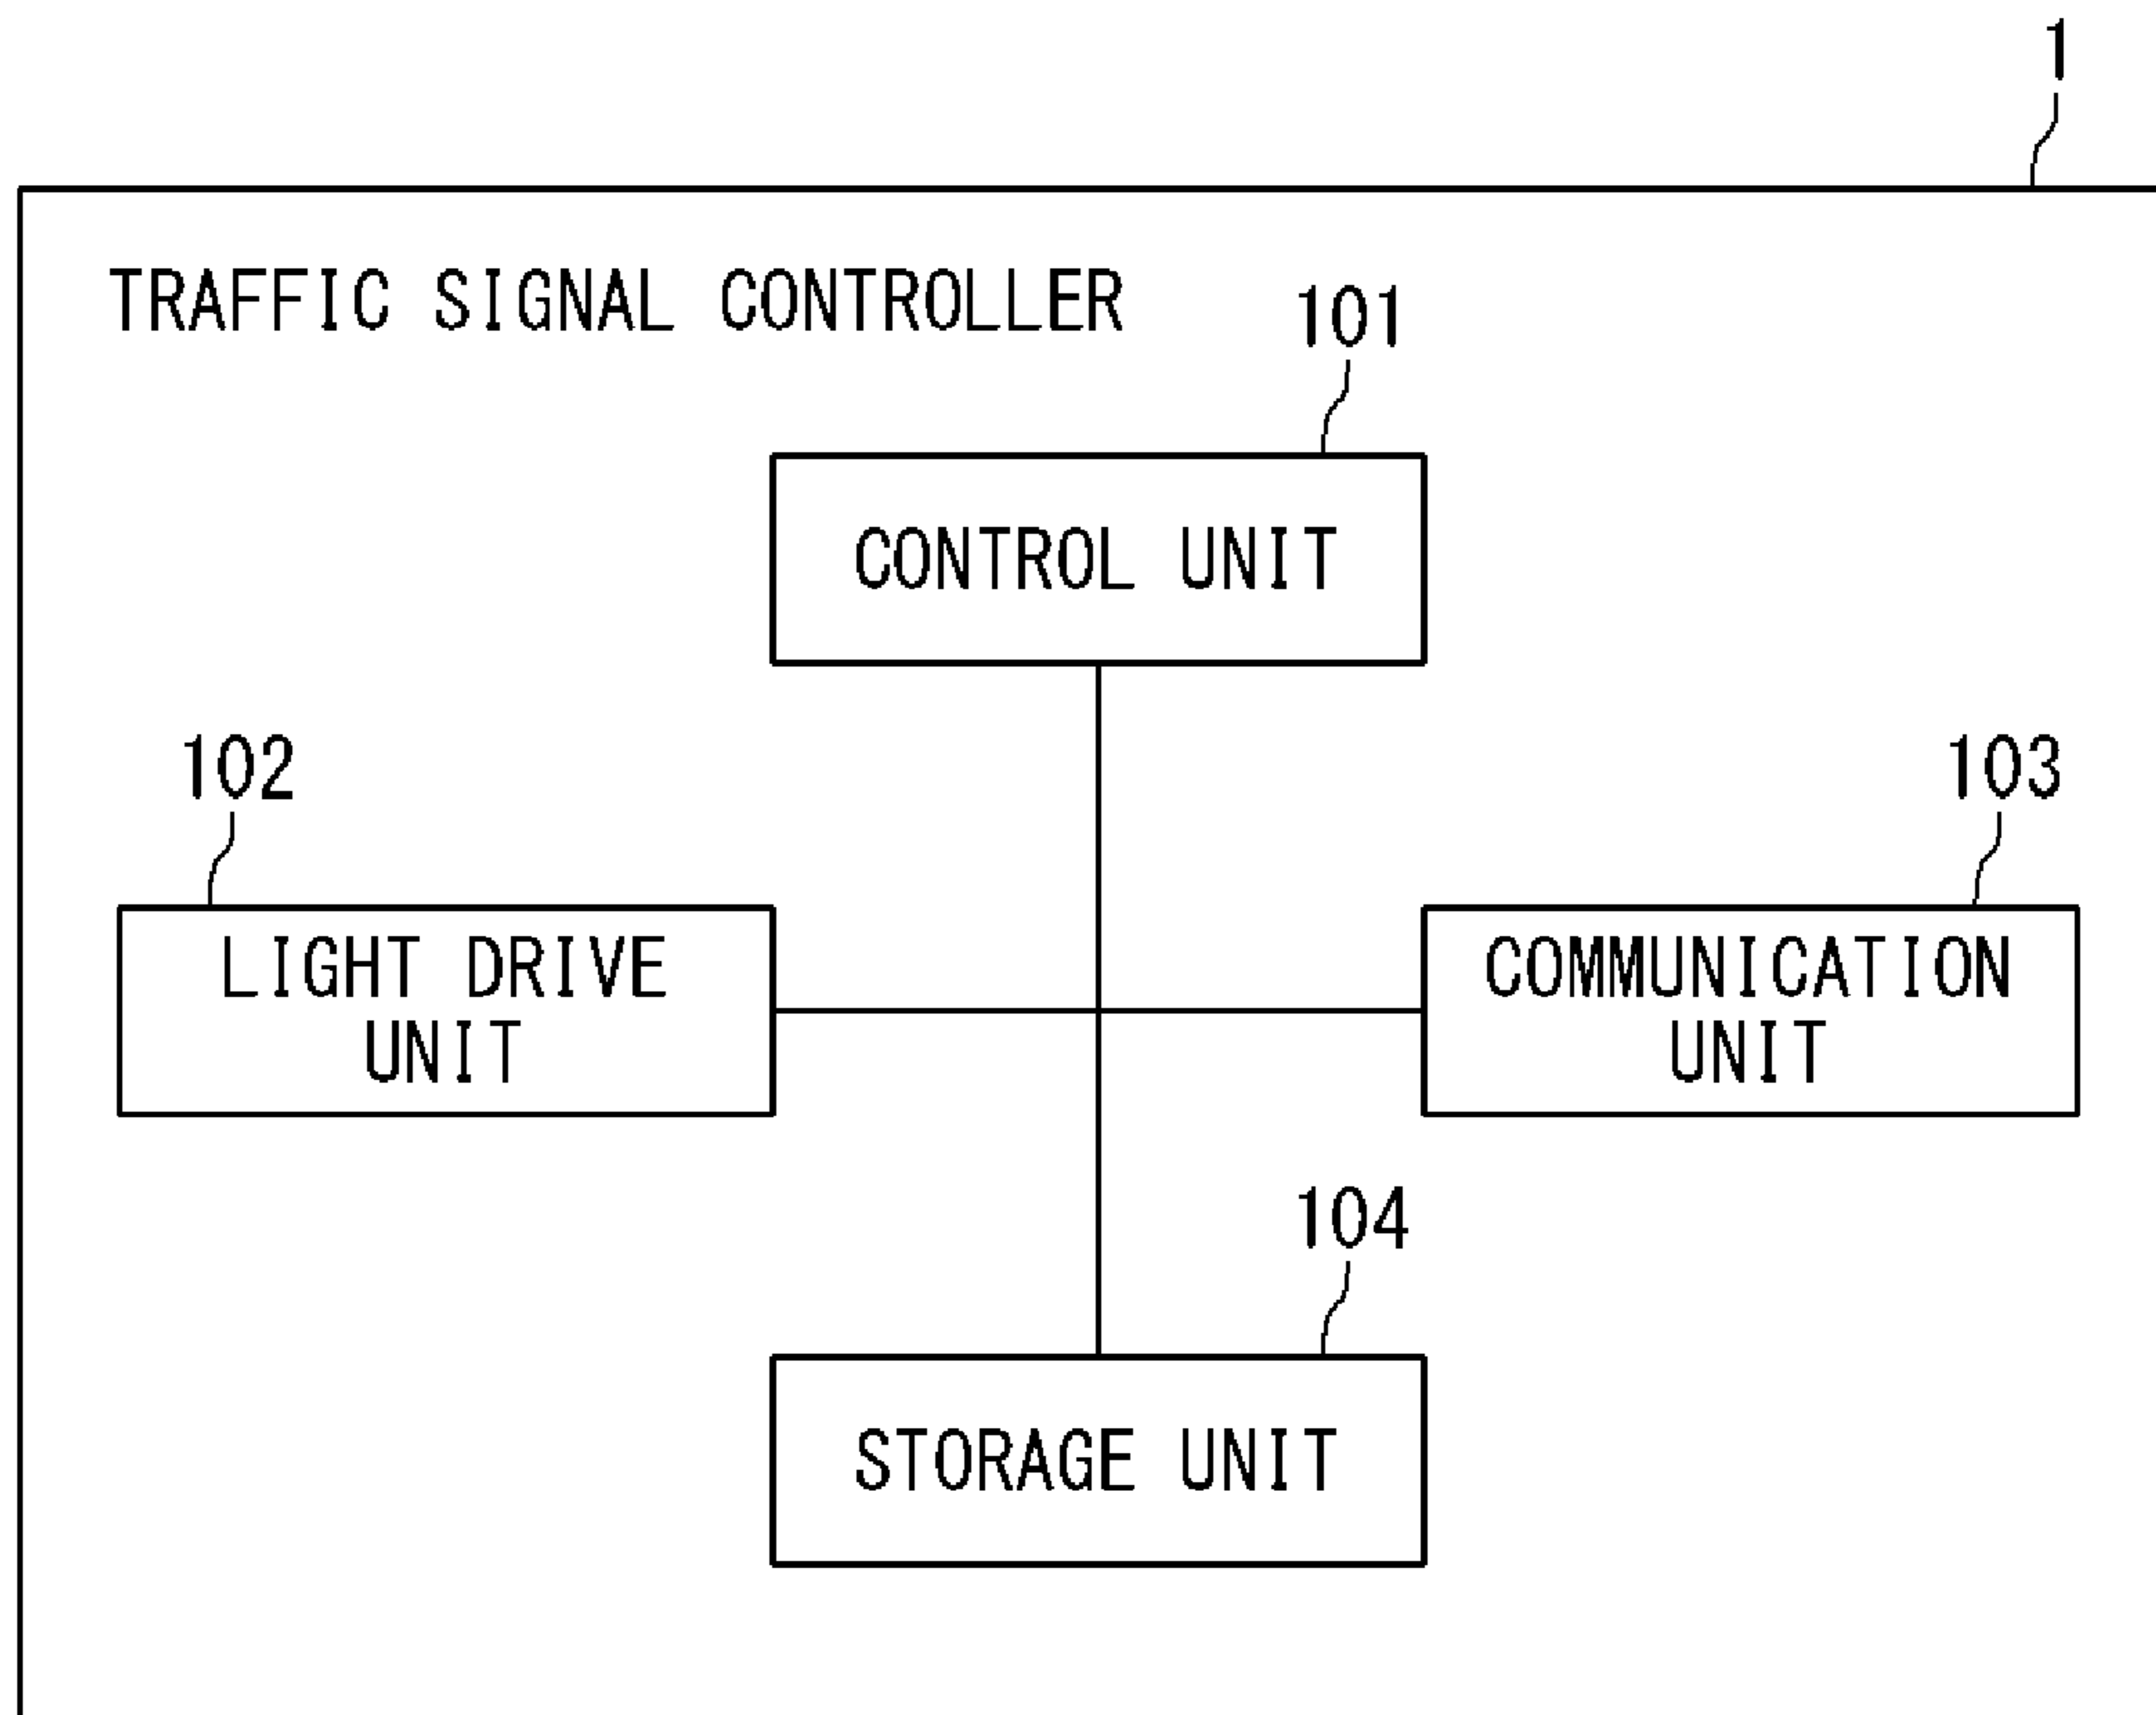 1
TRAFFIC SIGNAL CONTROLLER
101
CONTROL UNIT
102
LIGHT DRIVE
UNIT
103
COMMUNICATION
UNIT
104
STORAGE UNIT